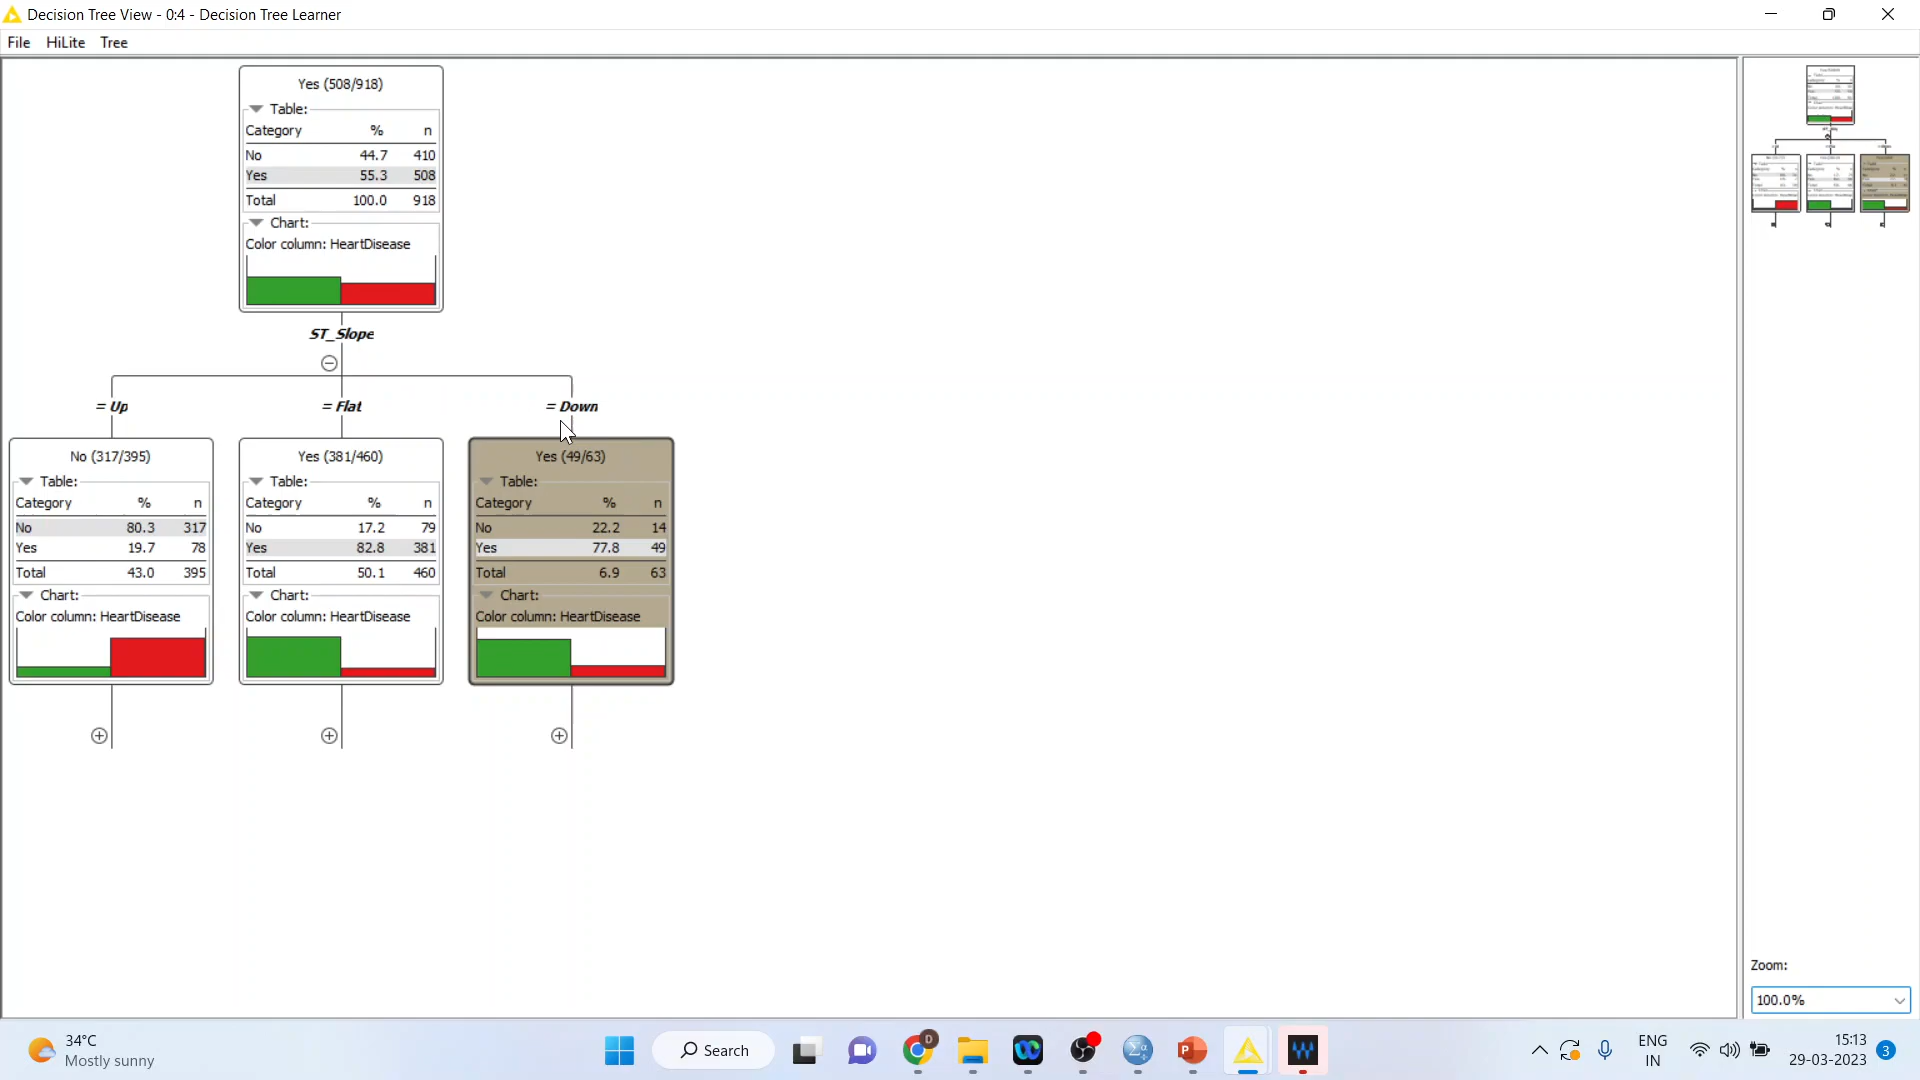 Decision Tree View - 0:4 - Decision Tree Learner
File HiLite Tree
Yes (508/918)
Table:
Category % n
No 44.7 410
Yes 55.3 508
Total 100.0 918
Chart:
Color column: HeartDisease
ST_Slope
= Up = Flat = Down
No (317/395)
Table:
Category % n
No 80.3 317
Yes 19.7 78
Total 43.0 395
Chart:
Color column: HeartDisease
Yes (381/460)
Table:
Category % n
No 17.2 79
Yes 82.8 381
Total 50.1 460
Chart:
Color column: HeartDisease
Yes (49/63)
Table:
Category % n
No 22.2 14
Yes 77.8 49
Total 6.9 63
Chart:
Color column: HeartDisease
Zoom:
100.0%
34°C
Mostly sunny
Search
D
ENG
IN
15:13
29-03-2023
3